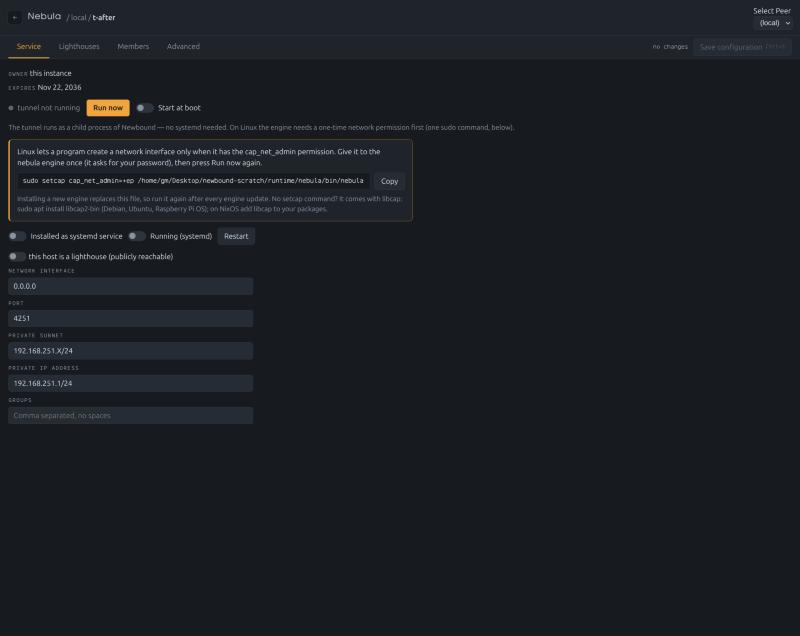 ← Nebula / local / t-after
Select Peer
(local)
Service Lighthouses Members Advanced
no changes Save configuration
OWNER this instance
EXPIRES Nov 22, 2036
tunnel not running Run now Start at boot
The tunnel runs as a child process of Newbound — no systemd needed. On Linux the engine needs a one-time network permission first (one sudo command, below).
Linux lets a program create a network interface only when it has the cap_net_admin permission. Give it to the
nebula engine once (it asks for your password), then press Run now again.
sudo setcap cap_net_admin=+ep /home/gm/Desktop/newbound-scratch/runtime/nebula/bin/nebula Copy
Installing a new engine replaces this file, so run it again after every engine update. No setcap command? It comes with libcap:
sudo apt install libcap2-bin (Debian, Ubuntu, Raspberry Pi OS); on NixOS add libcap to your packages.
Installed as systemd service Running (systemd) Restart
this host is a lighthouse (publicly reachable)
NETWORK INTERFACE
0.0.0.0
PORT
4251
PRIVATE SUBNET
192.168.251.X/24
PRIVATE IP ADDRESS
192.168.251.1/24
GROUPS
Comma separated, no spaces